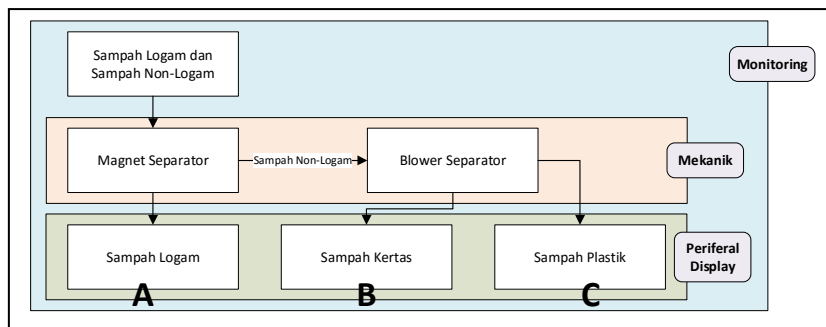 Sampah Logam dan
Sampah Non-Logam
Monitoring
Magnet Separator
Sampah Non-Logam
Blower Separator
Mekanik
Sampah Logam
Sampah Kertas
Sampah Plastik
Periferal
Display
A
B
C